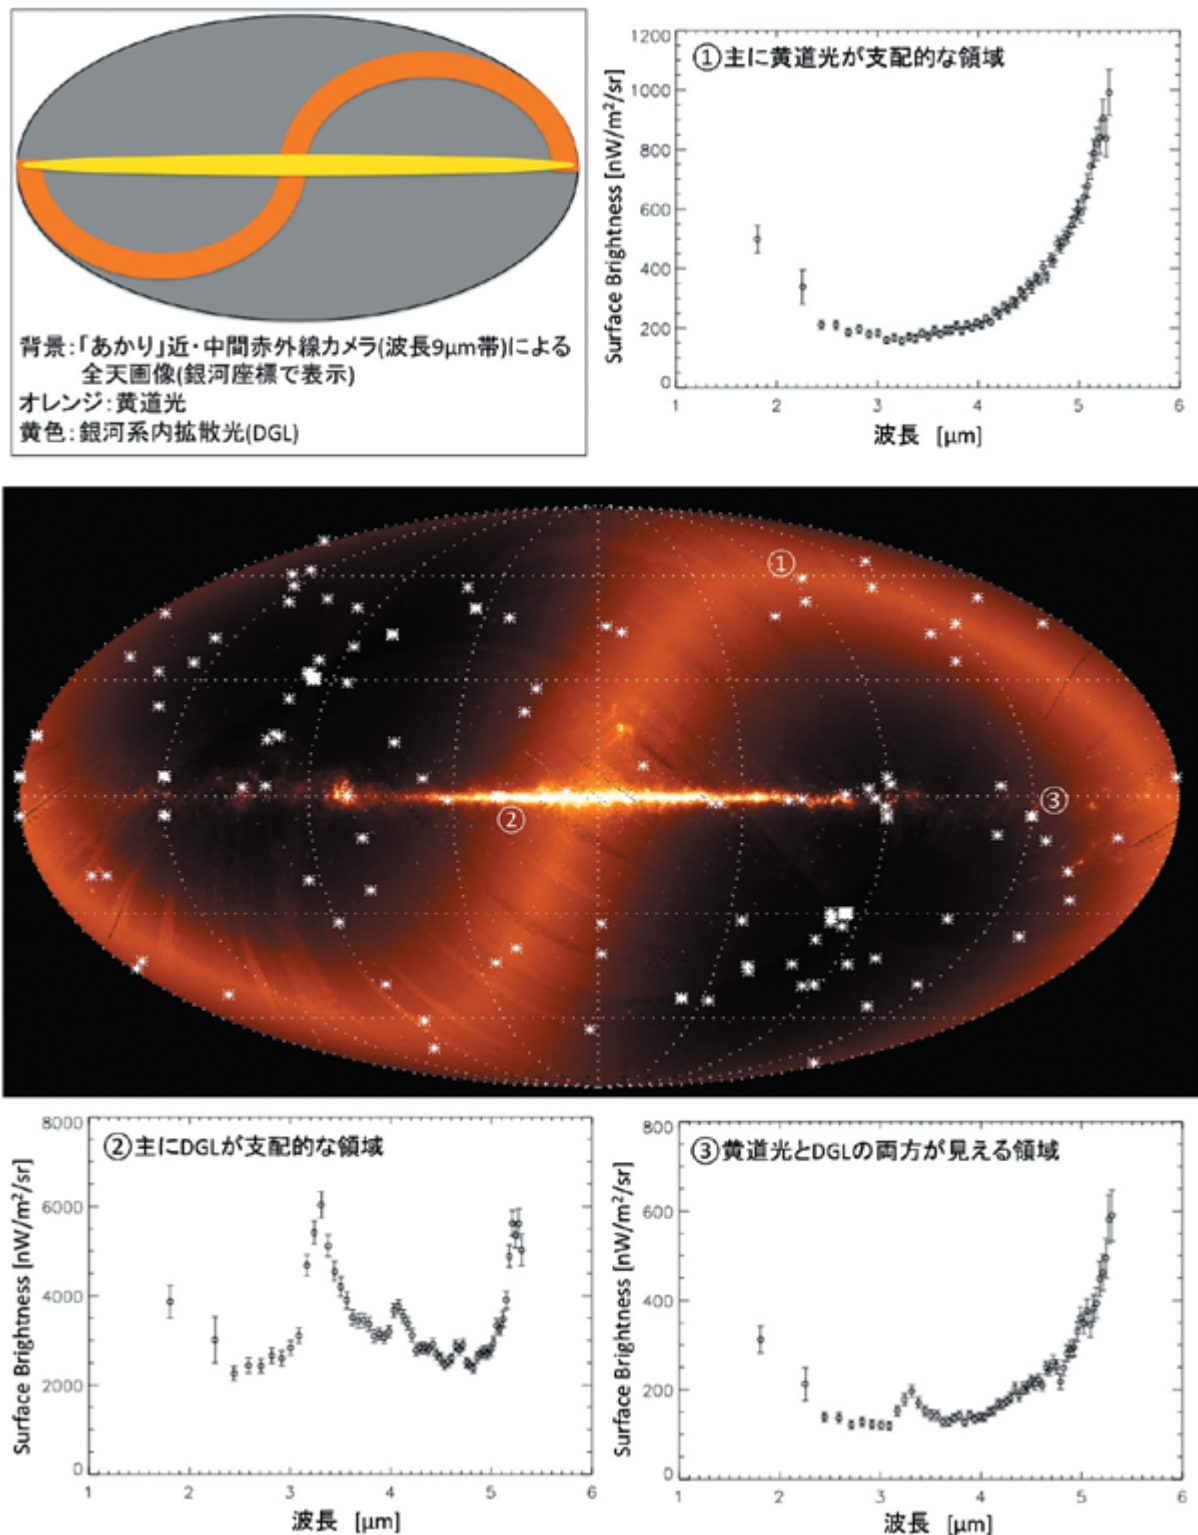 背景:「あかり」近・中間赤外線カメラ(波長9μm帯)による
全天画像(銀河座標で表示)
オレンジ:黄道光
黄色:銀河系内拡散光(DGL)
①主に黄道光が支配的な領域
Surface Brightness [nW/m²/sr]
1200
1000
800
600
400
200
0
1 2 3 4 5 6
波長 [μm]
①
②
③
②主にDGLが支配的な領域
Surface Brightness [nW/m²/sr]
8000
6000
4000
2000
0
1 2 3 4 5 6
波長 [μm]
③黄道光とDGLの両方が見える領域
Surface Brightness [nW/m²/sr]
800
600
400
200
0
1 2 3 4 5 6
波長 [μm]